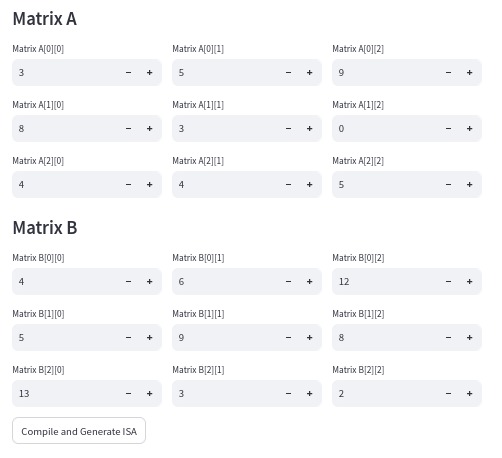 Matrix A
Matrix A[0][0] Matrix A[0][1] Matrix A[0][2]
3 − + 5 − + 9 − +
Matrix A[1][0] Matrix A[1][1] Matrix A[1][2]
8 − + 3 − + 0 − +
Matrix A[2][0] Matrix A[2][1] Matrix A[2][2]
4 − + 4 − + 5 − +
Matrix B
Matrix B[0][0] Matrix B[0][1] Matrix B[0][2]
4 − + 6 − + 12 − +
Matrix B[1][0] Matrix B[1][1] Matrix B[1][2]
5 − + 9 − + 8 − +
Matrix B[2][0] Matrix B[2][1] Matrix B[2][2]
13 − + 3 − + 2 − +
Compile and Generate ISA